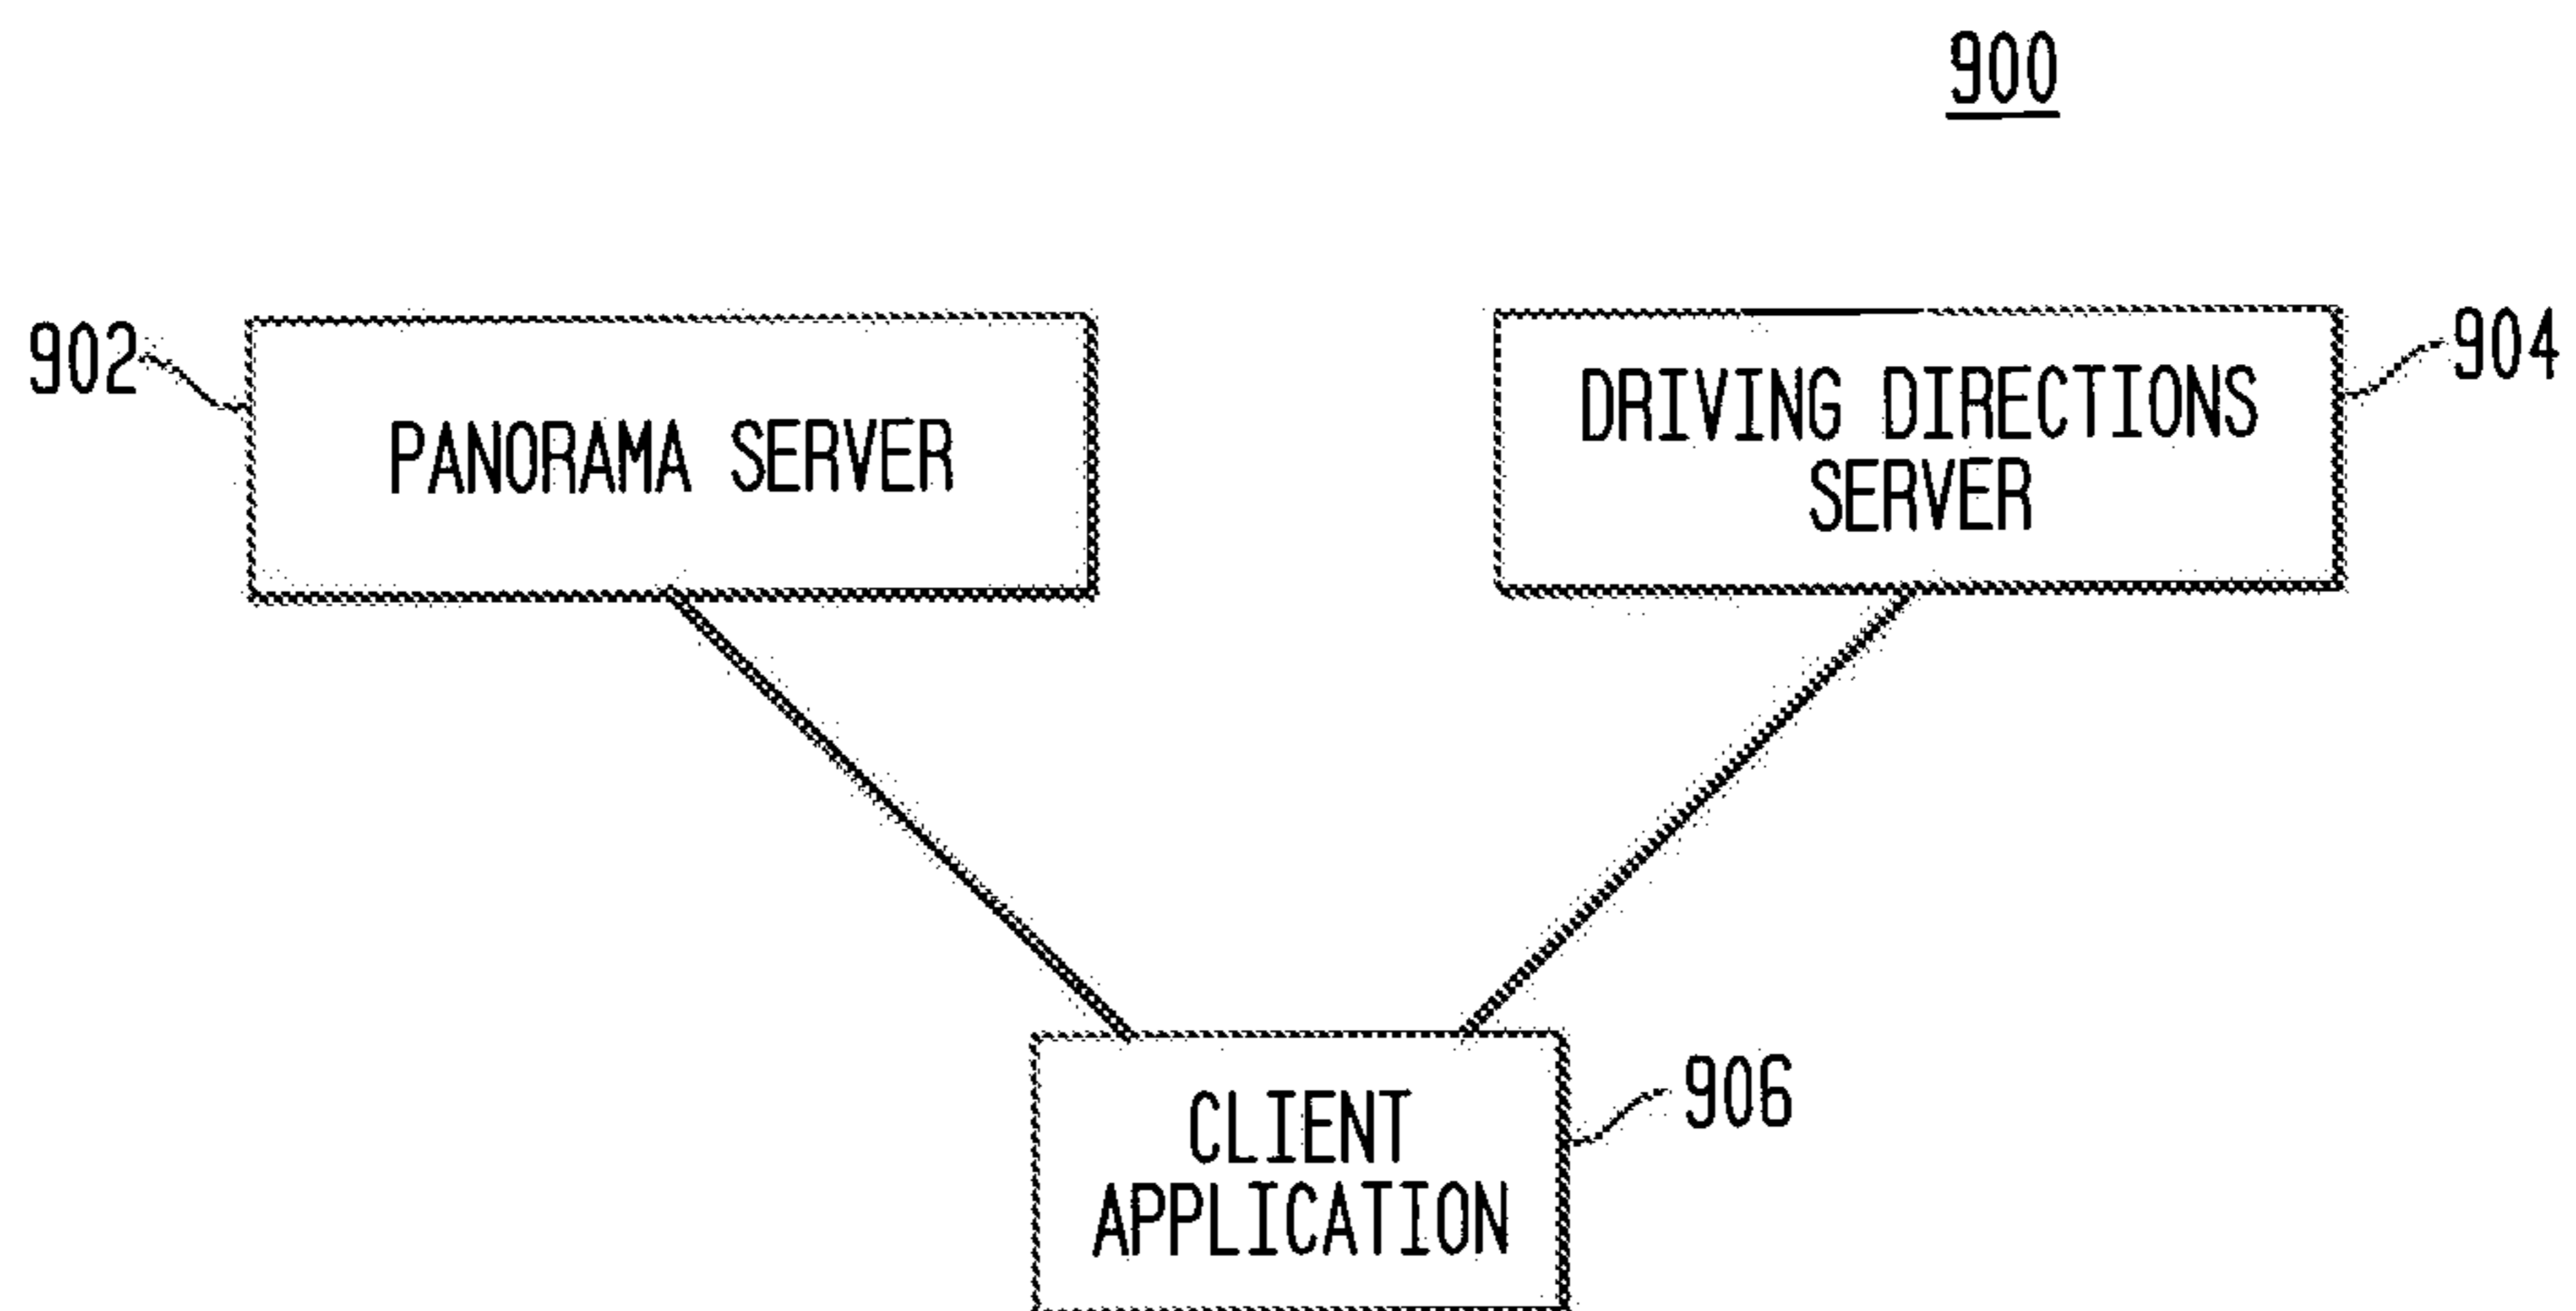 900
902
PANORAMA SERVER
DRIVING DIRECTIONS
SERVER
904
CLIENT
APPLICATION
906